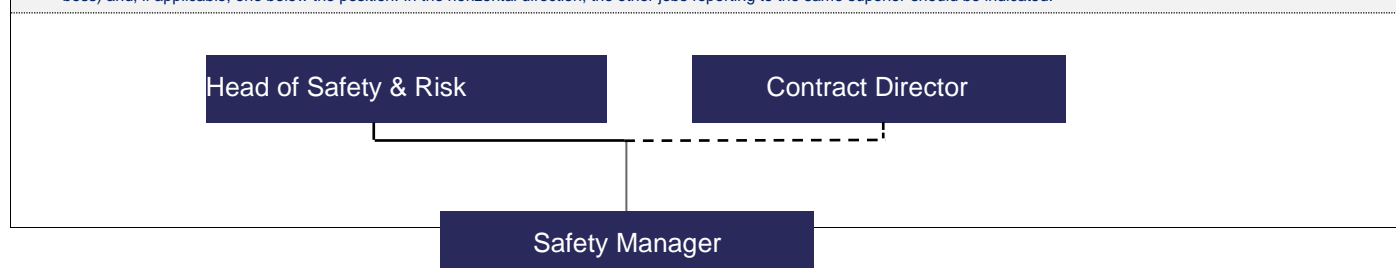 boss) and, if applicable, one below the position. In the horizontal direction, the other jobs reporting to the same superior should be indicated.
Head of Safety & Risk
Contract Director
Safety Manager